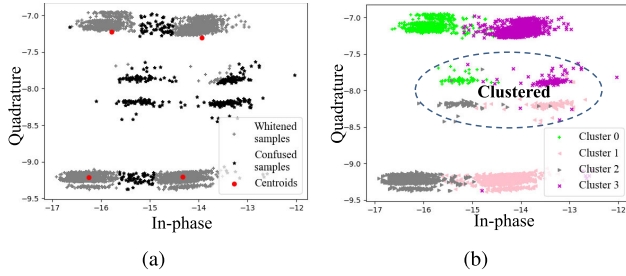 −7.0
−7.5
−8.0
−8.5
−9.0
−9.5
Quadrature
Whitened
samples
Confused
samples
Centroids
−17
−16
−15
−14
−13
−12
In-phase
(a)
−7.0
−7.5
−8.0
−8.5
−9.0
−9.5
Quadrature
Clustered
Cluster 0
Cluster 1
Cluster 2
Cluster 3
−17
−16
−15
−14
−13
−12
In-phase
(b)